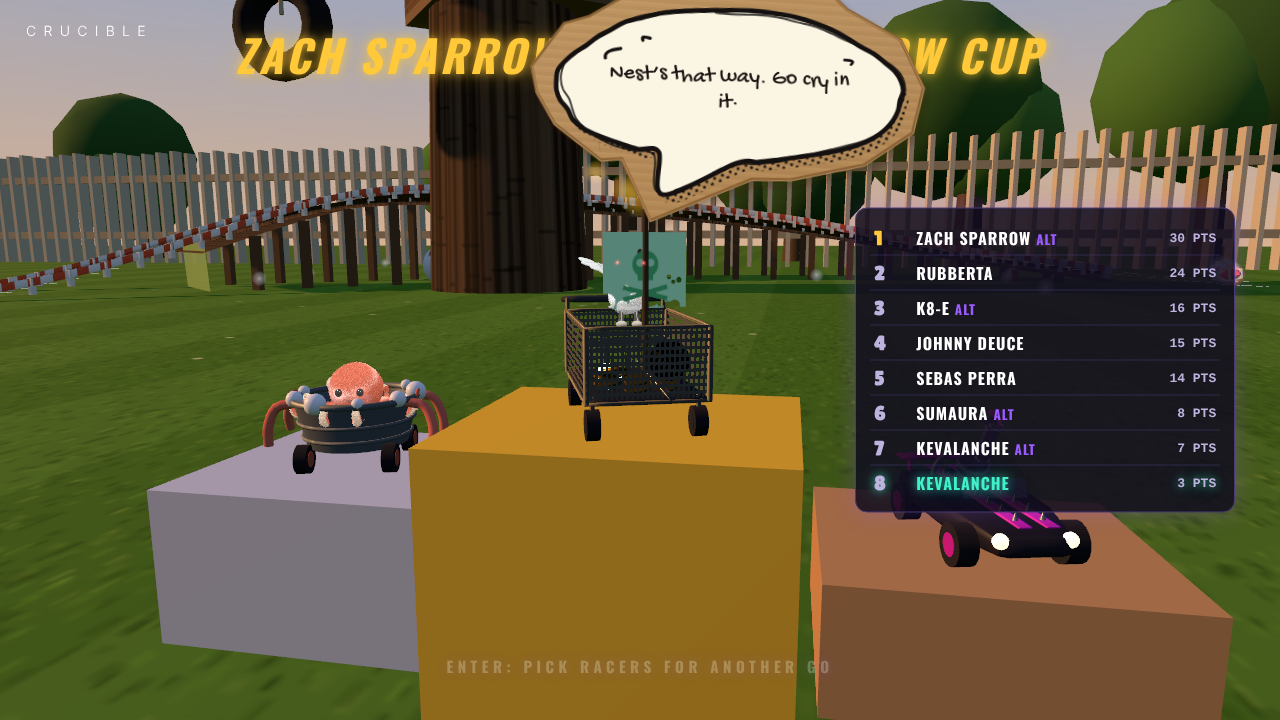 CRUCIBLE
ZACH SPARROW
CUP
Nest's that way. Go cry in
it.
1 ZACH SPARROW ALT 30 PTS
2 RUBBERTA 24 PTS
3 K8-E ALT 16 PTS
4 JOHNNY DEUCE 15 PTS
5 SEBAS PERRA 14 PTS
6 SUMAURA ALT 8 PTS
7 KEVALANCHE ALT 7 PTS
8 KEVALANCHE 3 PTS
ENTER: PICK RACERS FOR ANOTHER GO